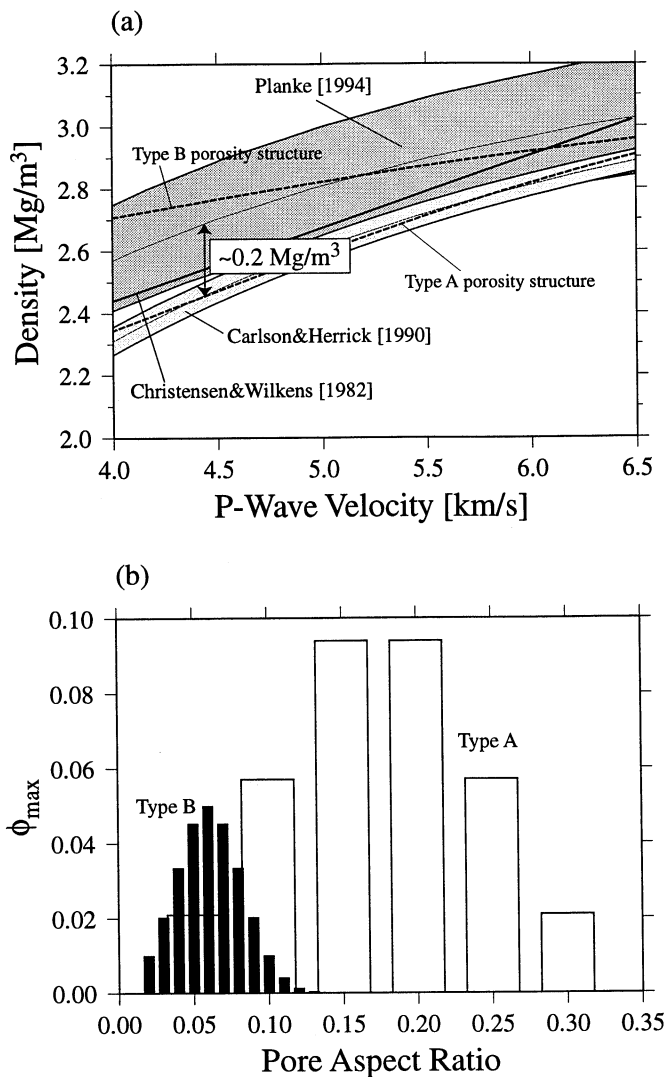 (a)
3.2
3.0
2.8
2.6
2.4
2.2
2.0
Density [Mg/m³]
Planke [1994]
Type B porosity structure
~0.2 Mg/m³
Type A porosity structure
Carlson&Herrick [1990]
Christensen&Wilkens [1982]
4.0 4.5 5.0 5.5 6.0 6.5
P-Wave Velocity [km/s]
(b)
0.10
0.08
0.06
0.04
0.02
0.00
ϕmax
Type A
Type B
0.00 0.05 0.10 0.15 0.20 0.25 0.30 0.35
Pore Aspect Ratio